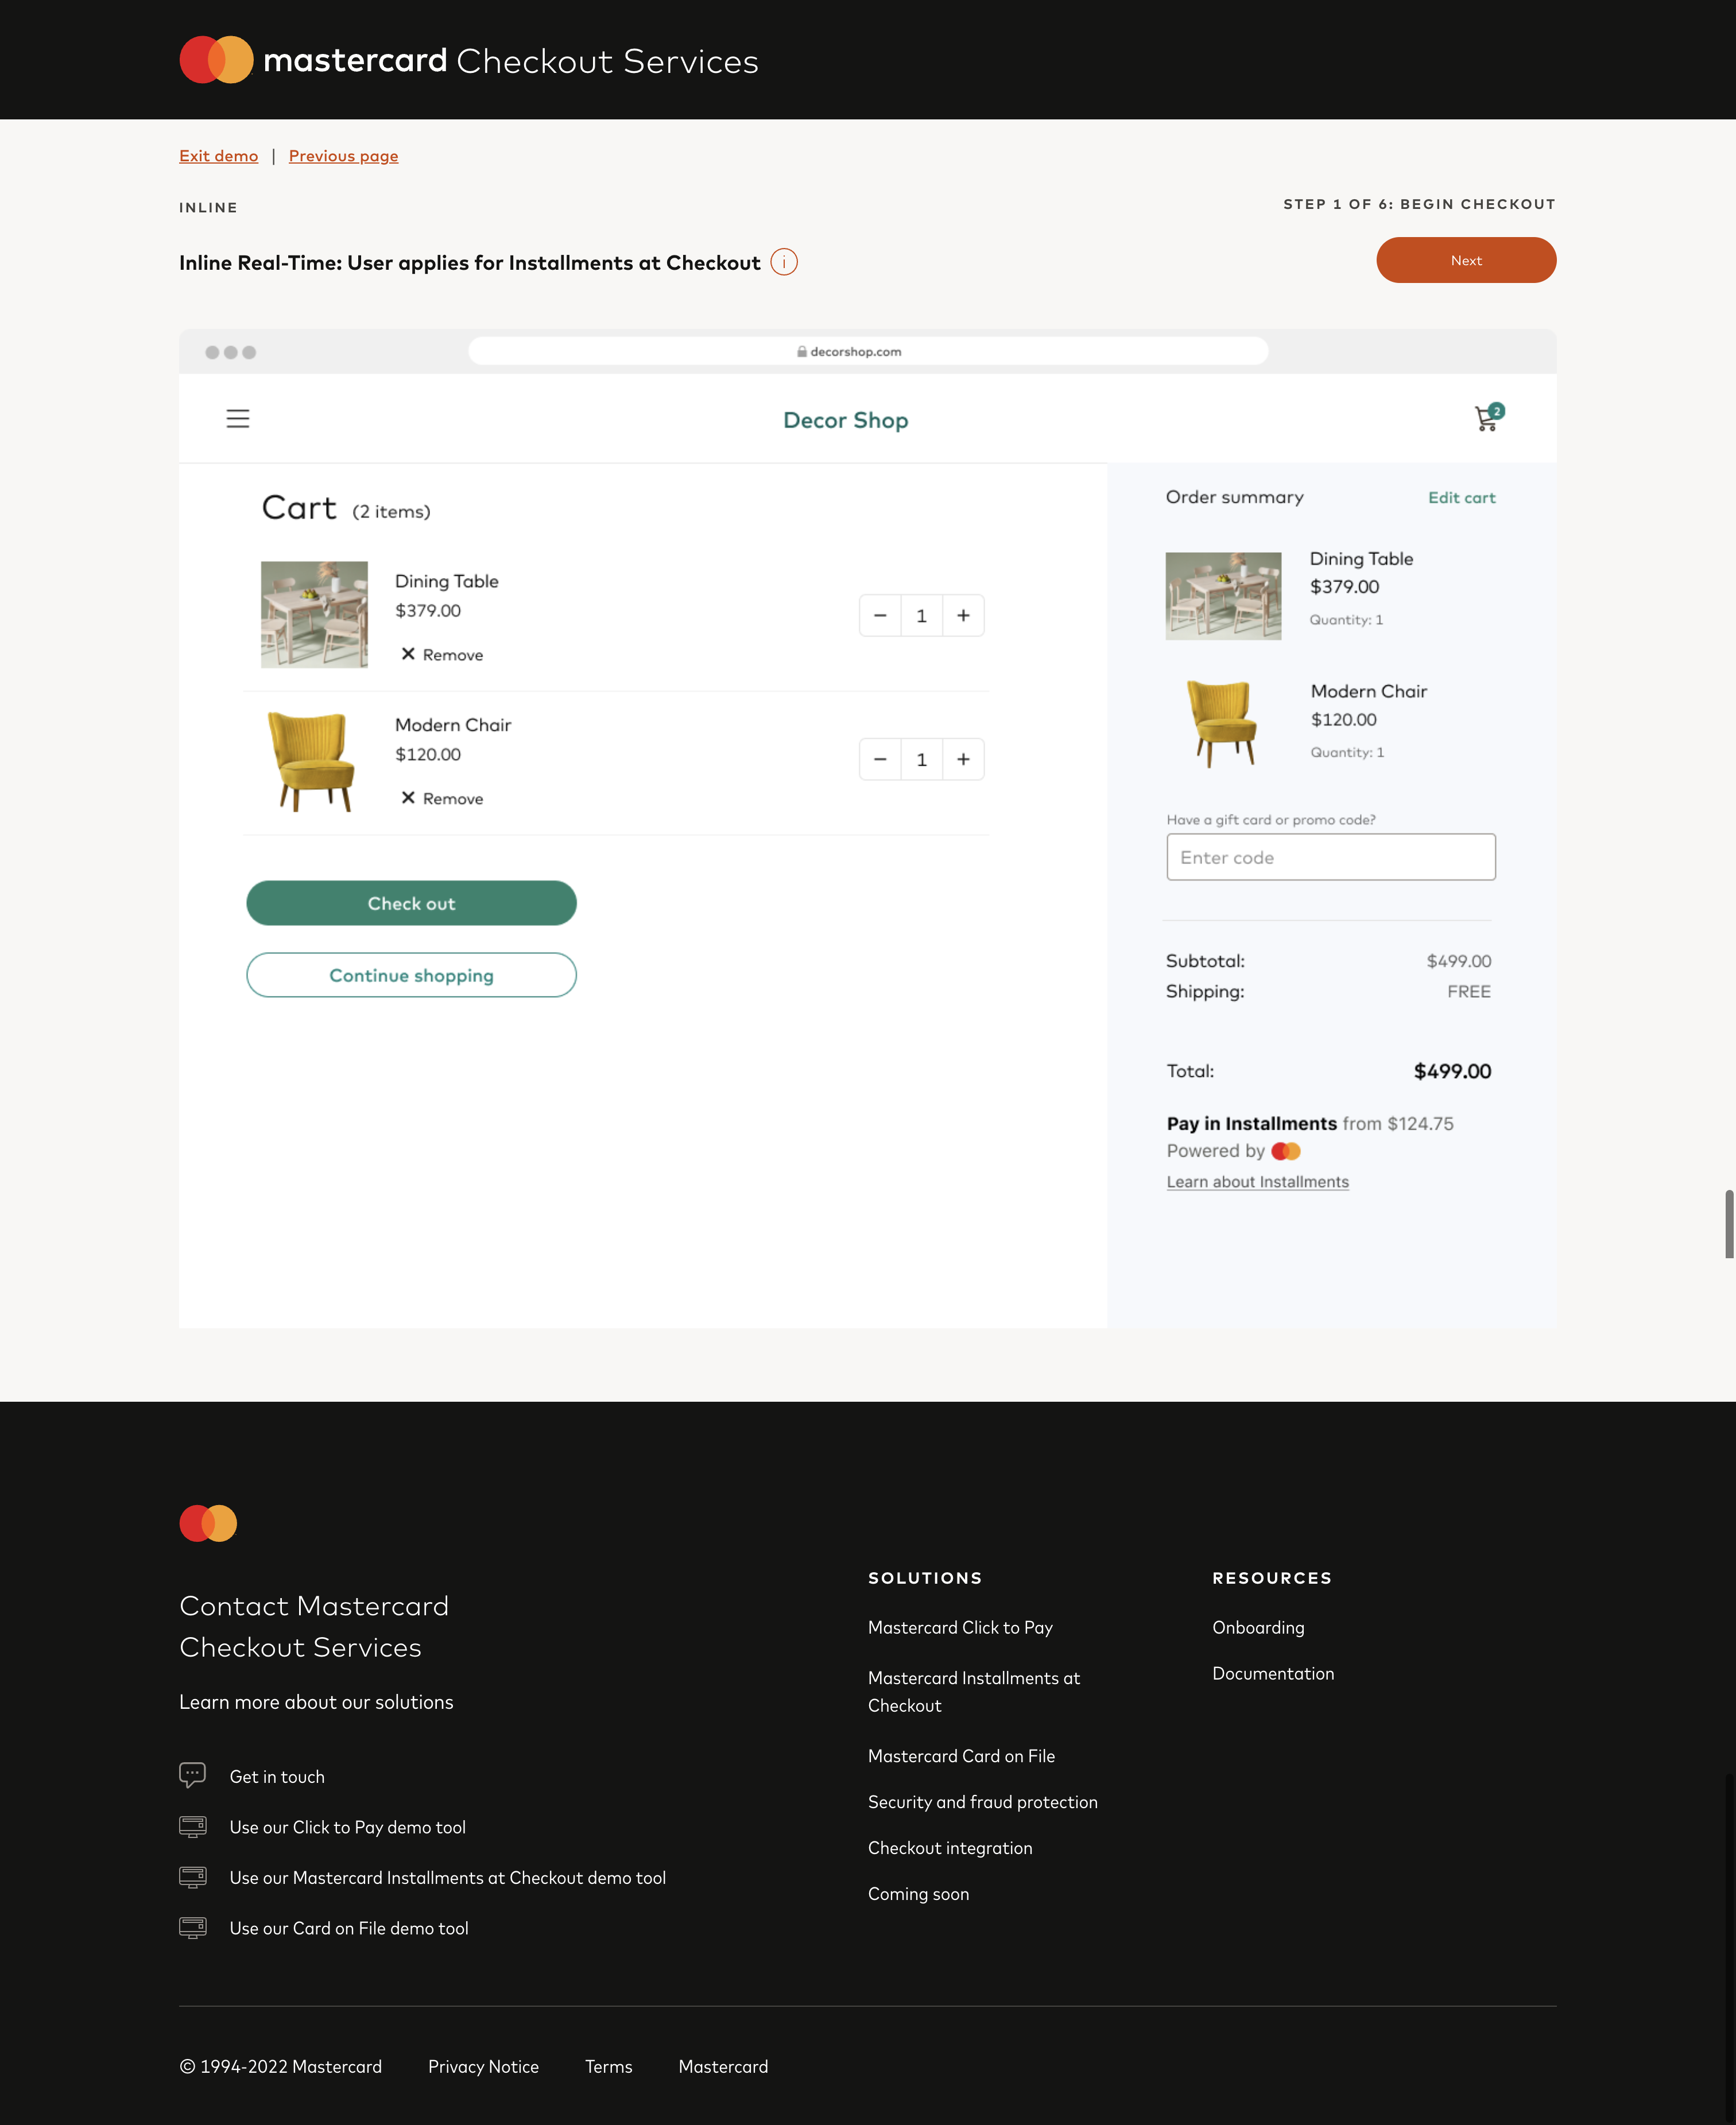 mastercard Checkout Services
Exit demo | Previous page
INLINE
STEP 1 OF 6: BEGIN CHECKOUT
Inline Real-Time: User applies for Installments at Checkout i
Next
decorshop.com
Decor Shop
2
Cart (2 items)
Dining Table
$379.00
Remove
1
Modern Chair
$120.00
Remove
1
Check out
Continue shopping
Order summary
Edit cart
Dining Table
$379.00
Quantity: 1
Modern Chair
$120.00
Quantity: 1
Have a gift card or promo code?
Enter code
Subtotal: $499.00
Shipping: FREE
Total: $499.00
Pay in Installments from $124.75
Powered by
Learn about Installments
Contact Mastercard
Checkout Services
Learn more about our solutions
Get in touch
Use our Click to Pay demo tool
Use our Mastercard Installments at Checkout demo tool
Use our Card on File demo tool
SOLUTIONS
Mastercard Click to Pay
Mastercard Installments at
Checkout
Mastercard Card on File
Security and fraud protection
Checkout integration
Coming soon
RESOURCES
Onboarding
Documentation
© 1994-2022 Mastercard Privacy Notice Terms Mastercard